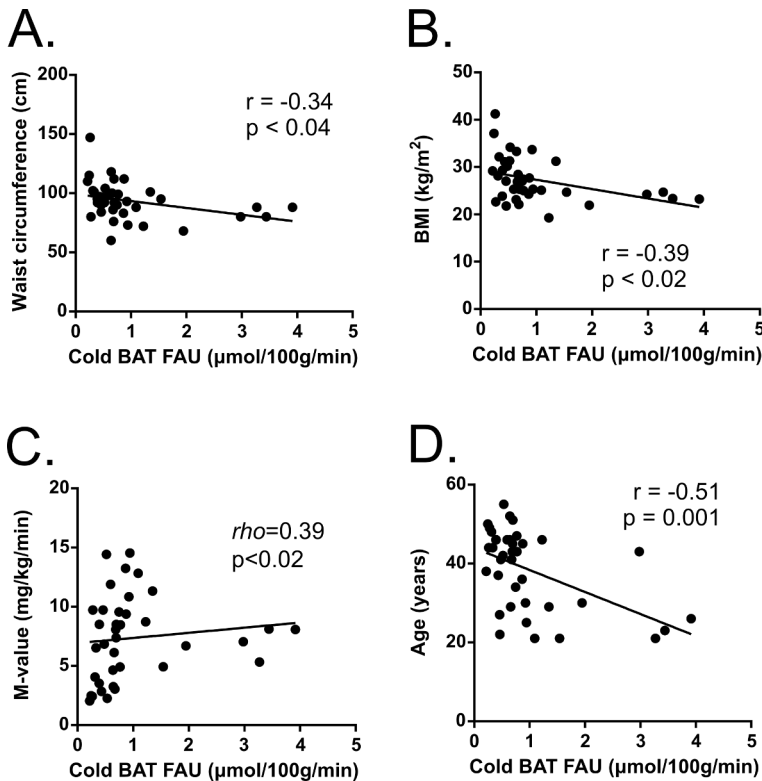 A.
Waist circumference (cm)
200
150
100
50
0
r = -0.34
p < 0.04
0 1 2 3 4 5
Cold BAT FAU (µmol/100g/min)
B.
BMI (kg/m²)
50
40
30
20
10
0
r = -0.39
p < 0.02
0 1 2 3 4 5
Cold BAT FAU (µmol/100g/min)
C.
M-value (mg/kg/min)
20
15
10
5
0
rho=0.39
p<0.02
0 1 2 3 4 5
Cold BAT FAU (µmol/100g/min)
D.
Age (years)
60
40
20
0
r = -0.51
p = 0.001
0 1 2 3 4 5
Cold BAT FAU (µmol/100g/min)